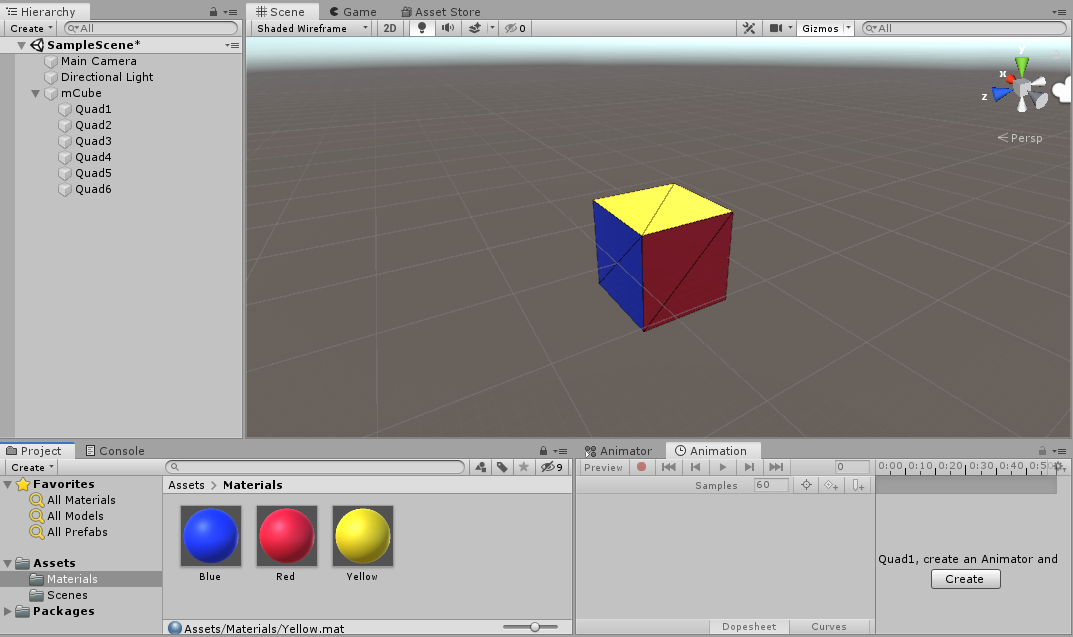 Hierarchy
Create
All
SampleScene*
Main Camera
Directional Light
mCube
Quad1
Quad2
Quad3
Quad4
Quad5
Quad6
Scene Game Asset Store
Shaded Wireframe 2D 0 Gizmos All
y
x
z
Persp
Project Console
Create 9
Favorites
All Materials
All Models
All Prefabs
Assets
Materials
Scenes
Packages
Assets > Materials
Blue Red Yellow
Assets/Materials/Yellow.mat
Animator Animation
Preview 0 0:00 0:10 0:20 0:30 0:40 0:50
Samples 60
Quad1, create an Animator and
Create
Dopesheet Curves